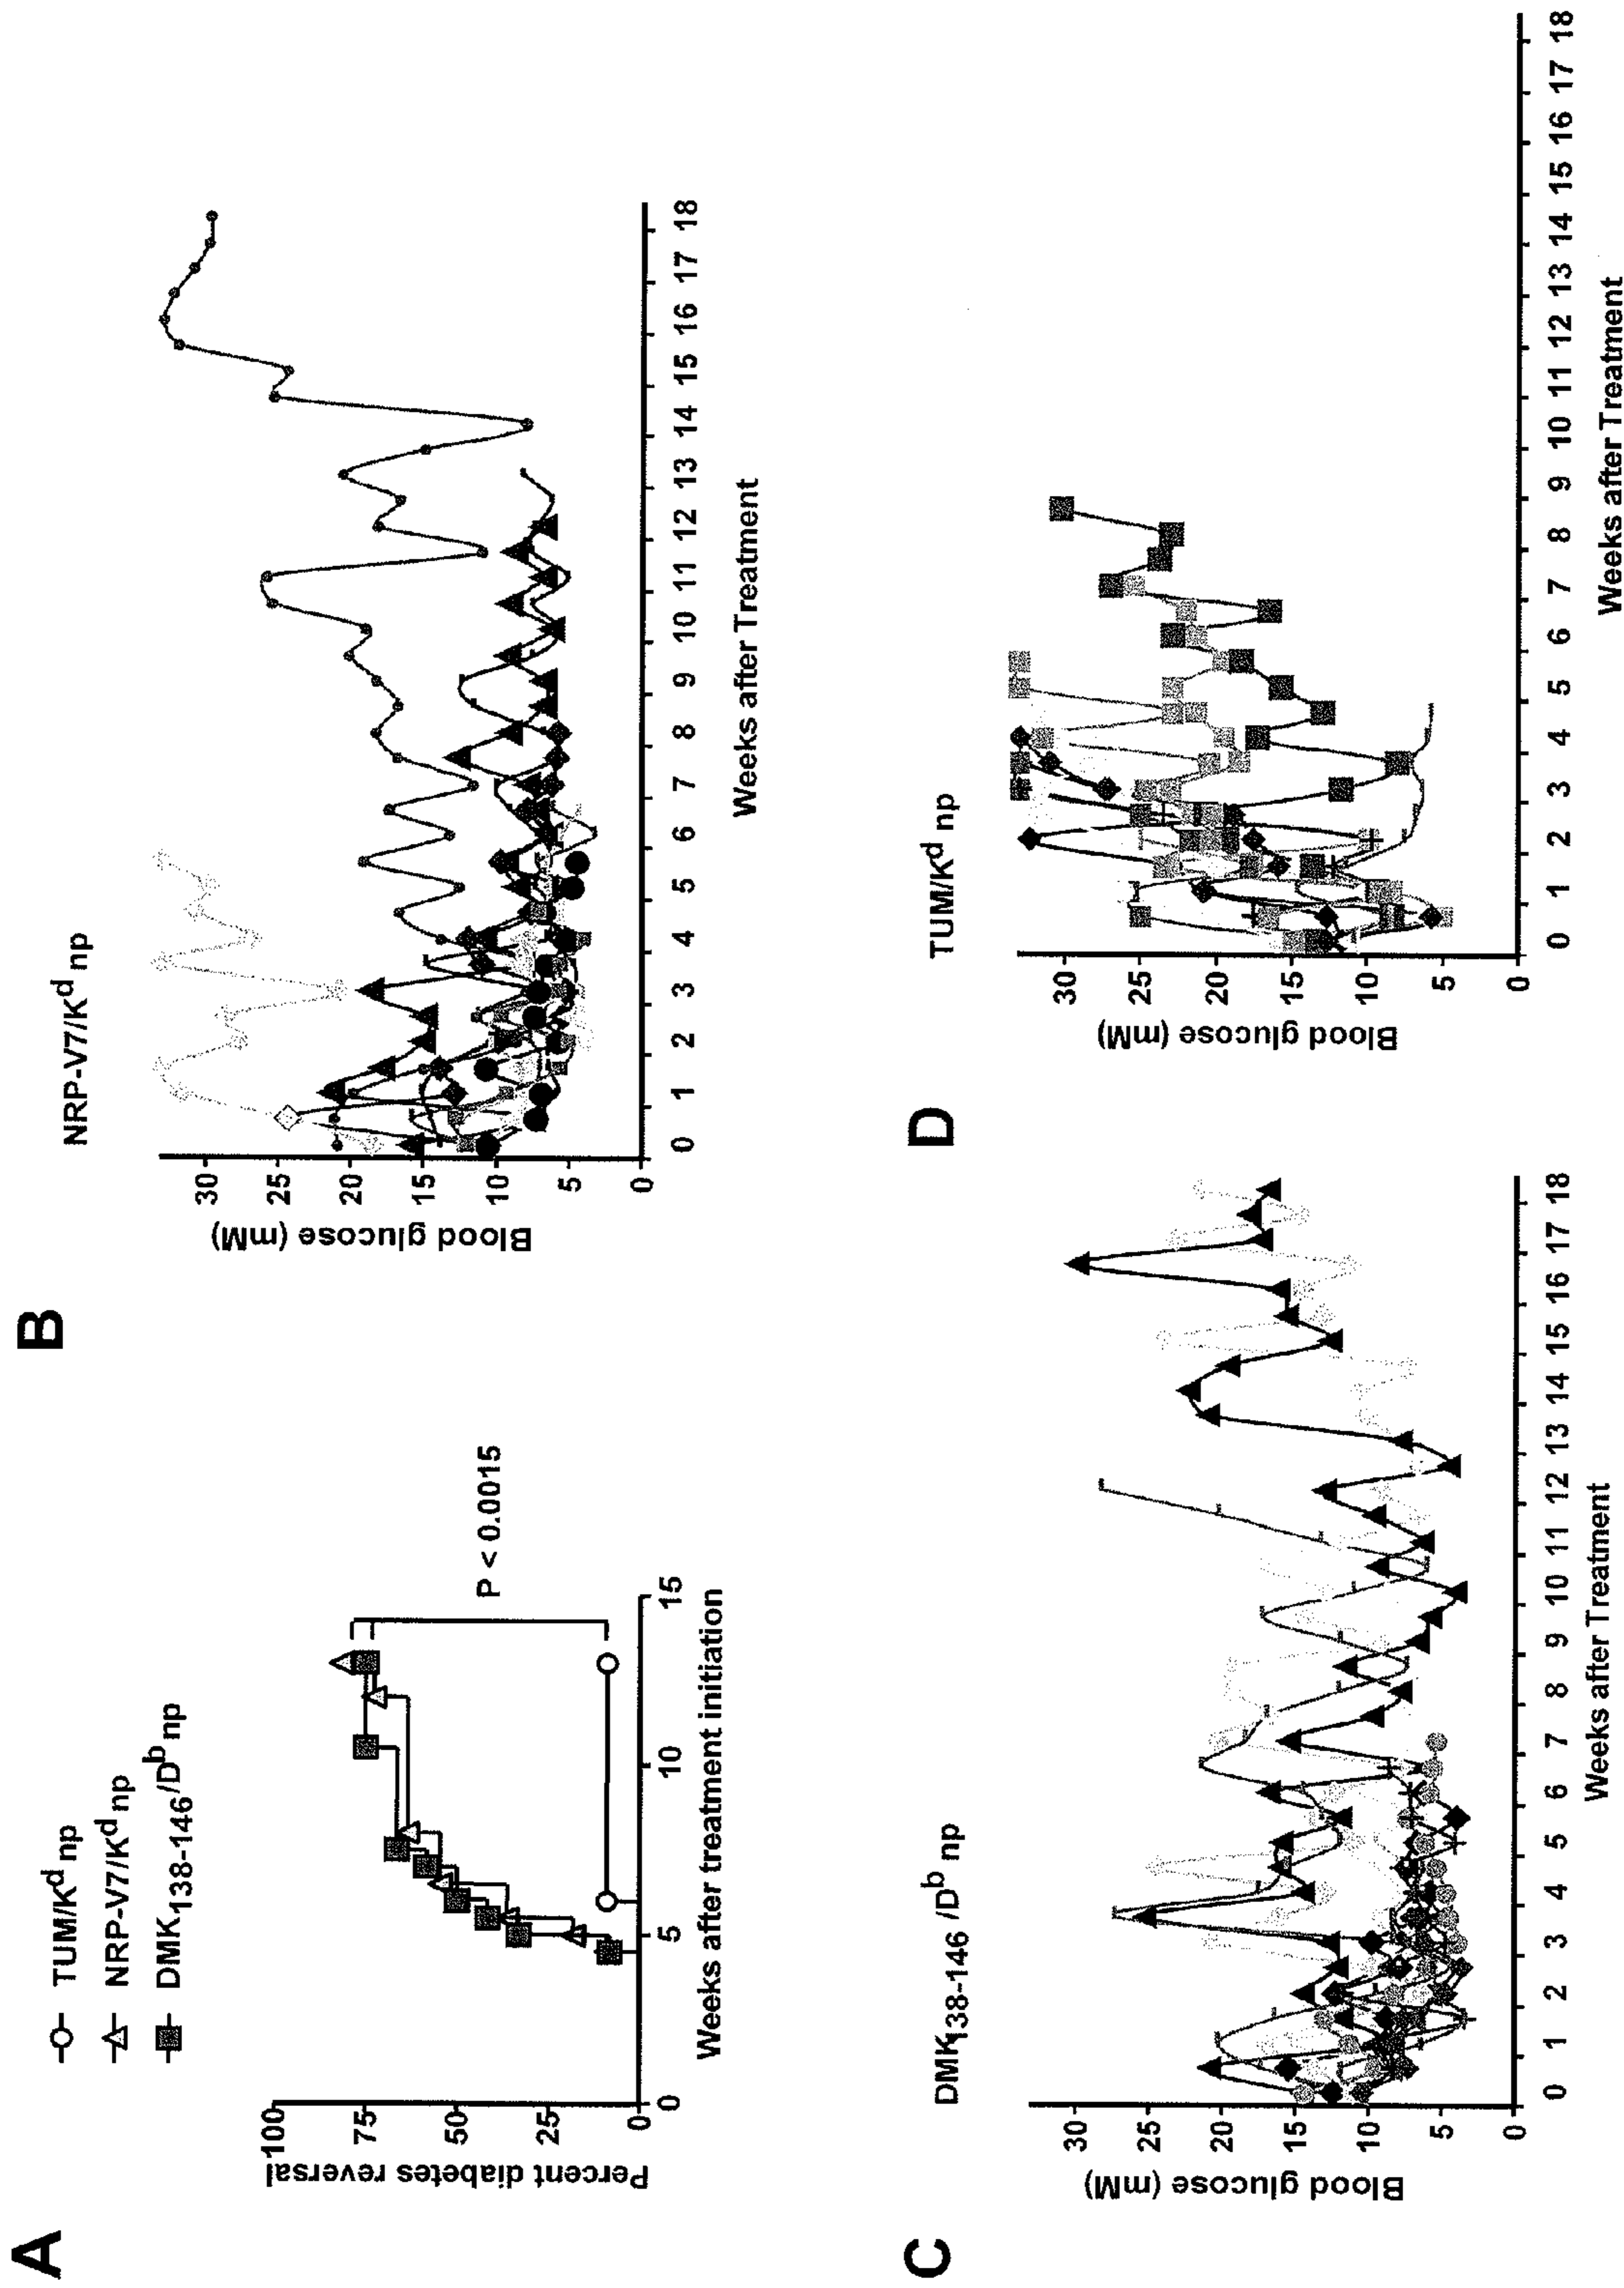 A
TUM/Kd np
NRP-V7/Kd np
DMK138-146/Db np
Percent diabetes reversal
100
75
50
25
0
P < 0.0015
0 5 10 15
Weeks after treatment initiation
B
NRP-V7/Kd np
Blood glucose (mM)
30
25
20
15
10
5
0
0 1 2 3 4 5 6 7 8 9 10 11 12 13 14 15 16 17 18
Weeks after Treatment
C
DMK138-146 /Db np
Blood glucose (mM)
30
25
20
15
10
5
0
0 1 2 3 4 5 6 7 8 9 10 11 12 13 14 15 16 17 18
Weeks after Treatment
D
TUM/Kd np
Blood glucose (mM)
30
25
20
15
10
5
0
0 1 2 3 4 5 6 7 8 9 10 11 12 13 14 15 16 17 18
Weeks after Treatment